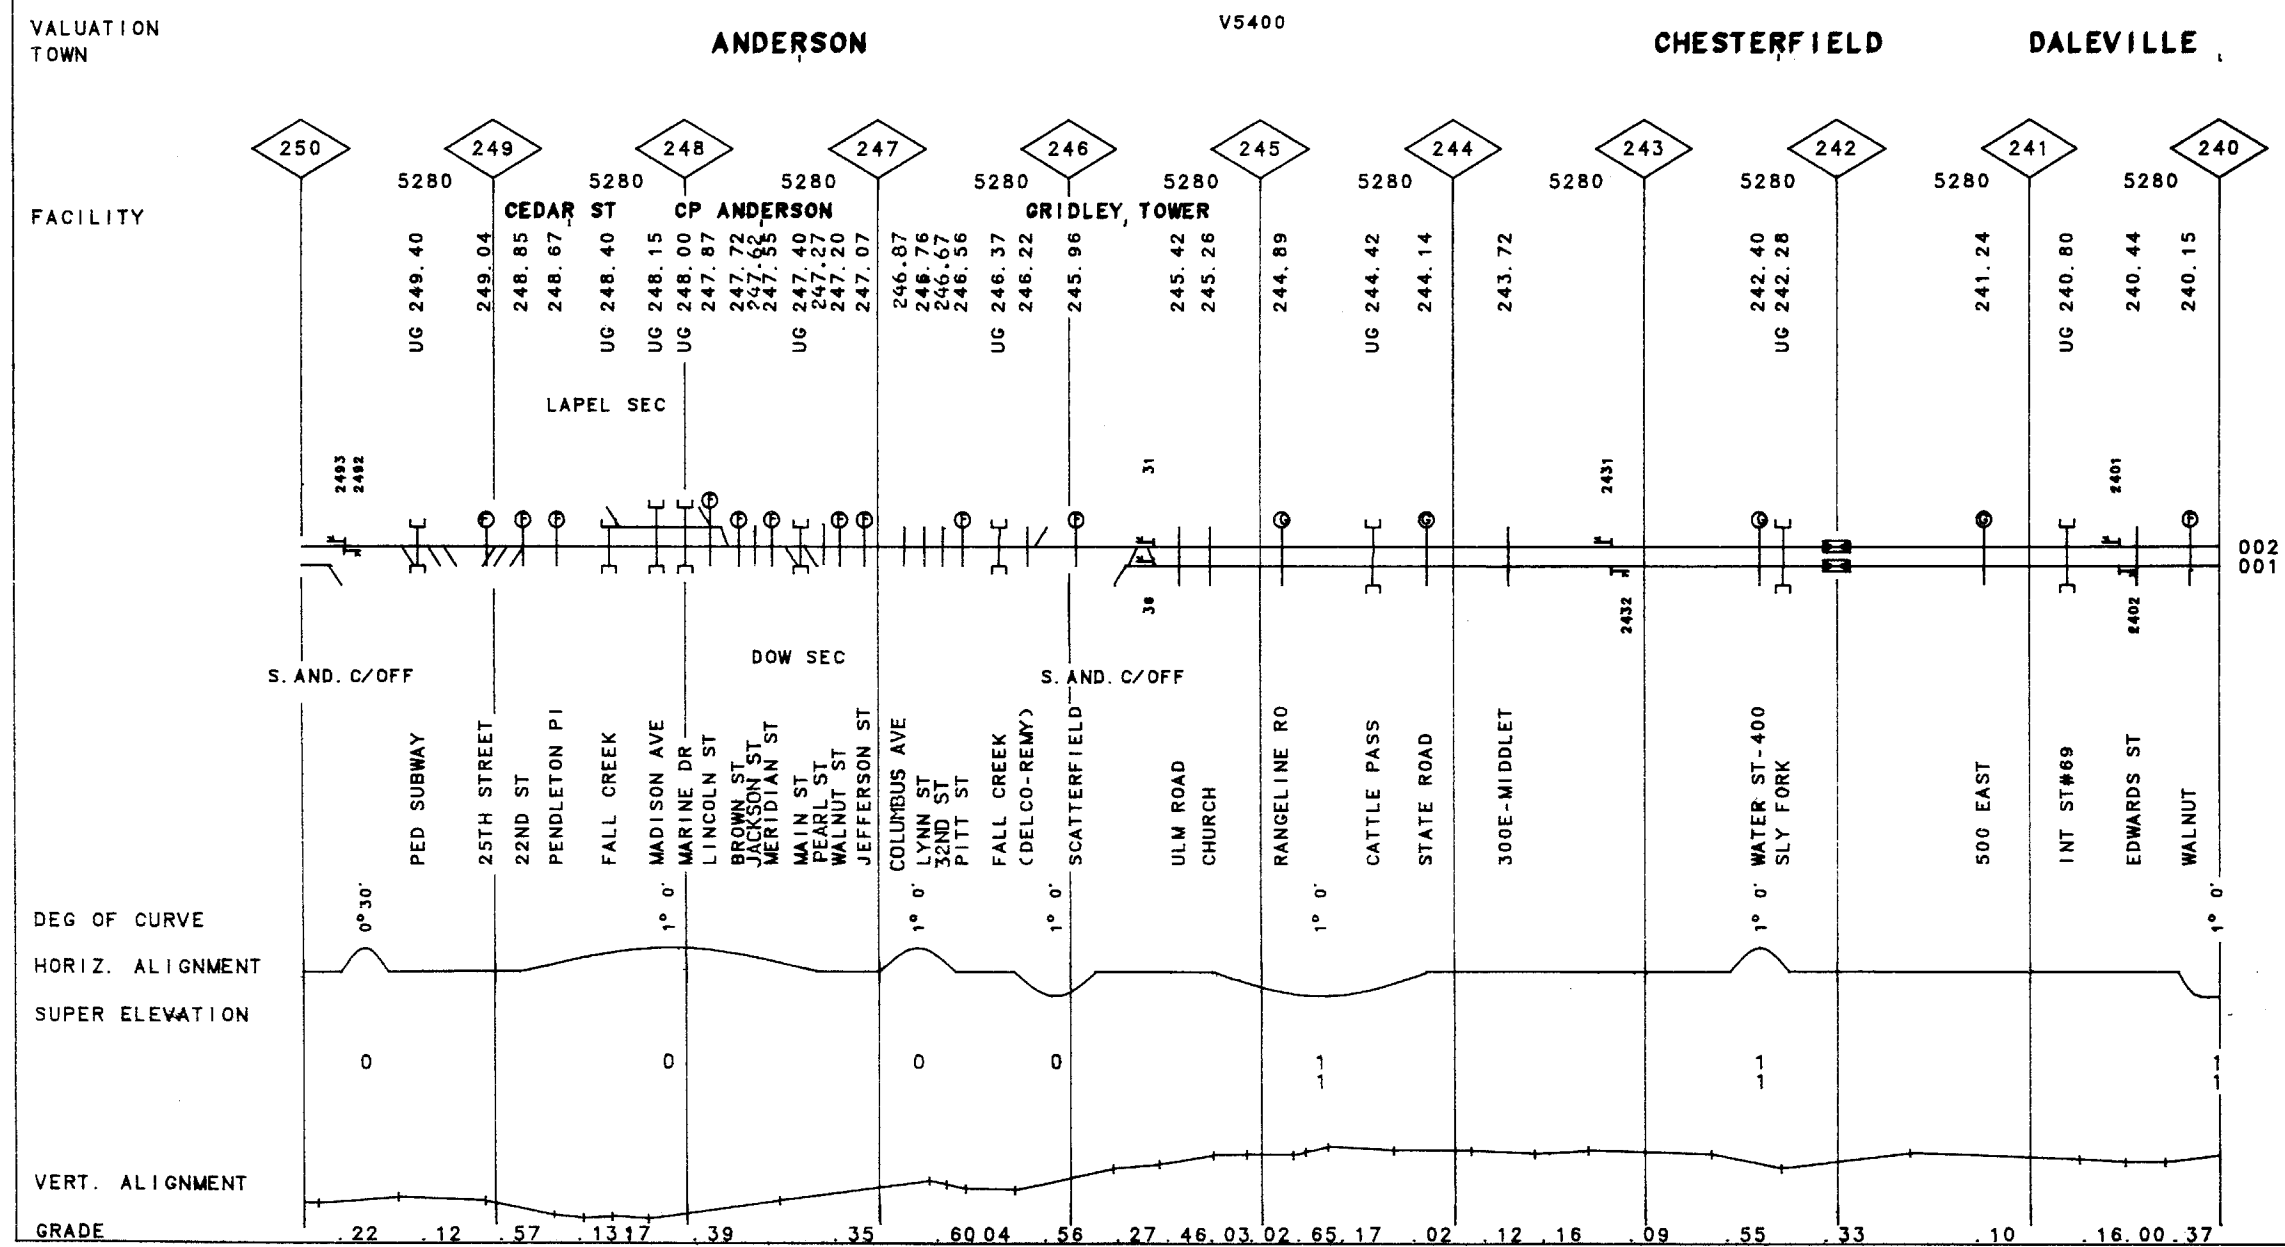 VALUATION
V5400
TOWN
ANDERSON
CHESTERFIELD
DALEVILLE
250
249
248
247
246
245
244
243
242
241
240
5280
5280
5280
5280
5280
5280
5280
5280
5280
5280
FACILITY
CEDAR ST
CP ANDERSON
GRIDLEY TOWER
UG 249.40
249.04
248.85
248.67
UG 248.40
UG 248.15
UG 248.00
247.87
247.72
247.62
247.55
UG 247.40
247.27
247.20
247.07
246.87
246.76
246.67
246.56
UG 246.37
246.22
245.96
245.42
245.26
244.89
UG 244.42
244.14
243.72
242.40
UG 242.28
241.24
UG 240.80
240.44
240.15
LAPEL SEC
2493
2492
31
2431
2401
F
F
F
F
F
F
F
F
F
F
G
G
G
G
F
002
001
36
2432
2402
DOW SEC
S.AND.C/OFF
S.AND.C/OFF
PED SUBWAY
25TH STREET
22ND ST
PENDLETON PI
FALL CREEK
MADISON AVE
MARINE DR
LINCOLN ST
BROWN ST
JACKSON ST
MERIDIAN ST
MAIN ST
PEARL ST
WALNUT ST
JEFFERSON ST
COLUMBUS AVE
LYNN ST
32ND ST
PITT ST
FALL CREEK
(DELCO-REMY)
SCATTERFIELD
ULM ROAD
CHURCH
RANGELINE RO
CATTLE PASS
STATE ROAD
300E-MIDDLET
WATER ST-400
SLY FORK
500 EAST
INT ST#69
EDWARDS ST
WALNUT
DEG OF CURVE
0°30'
1° 0'
1° 0'
1° 0'
1° 0'
1° 0'
1° 0'
HORIZ. ALIGNMENT
SUPER ELEVATION
0
0
0
0
1
1
1
1
1
1
VERT. ALIGNMENT
GRADE
.22 .12 .57 .13 17 .39 .35 .60 04 .56 .27 .46 .03 .02 .65 .17 .02 .12 .16 .09 .55 .33 .10 .16 .00 .37